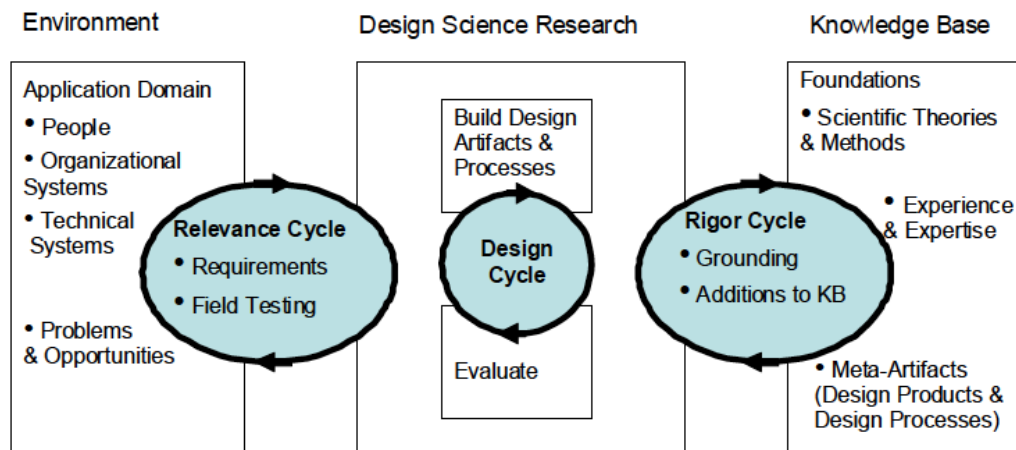 Environment
Design Science Research
Knowledge Base
Application Domain
• People
• Organizational
Systems
• Technical
Systems
• Problems
& Opportunities
Relevance Cycle
• Requirements
• Field Testing
Build Design
Artifacts &
Processes
Design
Cycle
Evaluate
Rigor Cycle
• Grounding
• Additions to KB
Foundations
• Scientific Theories
& Methods
• Experience
& Expertise
• Meta-Artifacts
(Design Products &
Design Processes)